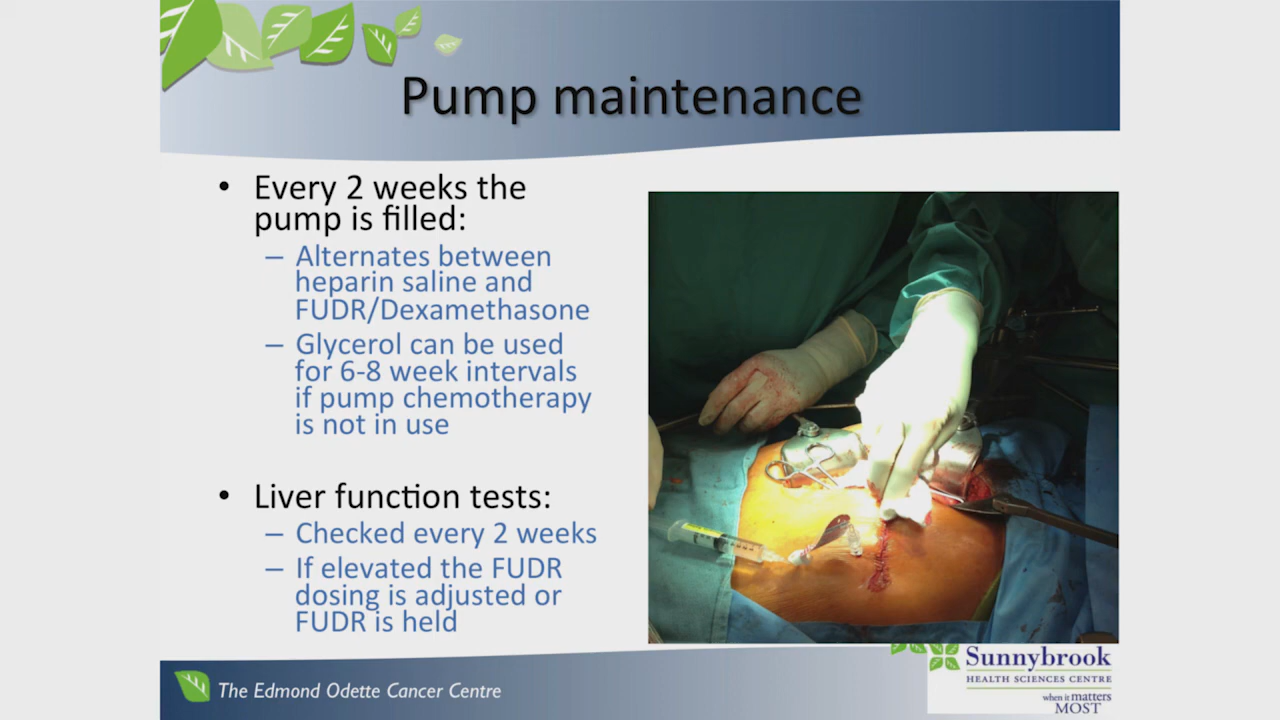 Pump maintenance
• Every 2 weeks the
pump is filled:
– Alternates between
heparin saline and
FUDR/Dexamethasone
– Glycerol can be used
for 6-8 week intervals
if pump chemotherapy
is not in use
• Liver function tests:
– Checked every 2 weeks
– If elevated the FUDR
dosing is adjusted or
FUDR is held
The Edmond Odette Cancer Centre
Sunnybrook
HEALTH SCIENCES CENTRE
when it matters
MOST